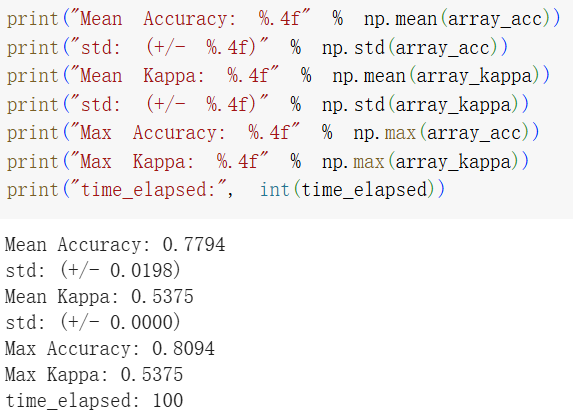 print("Mean Accuracy: %.4f" % np.mean(array_acc))
print("std: (+/- %.4f)" % np.std(array_acc))
print("Mean Kappa: %.4f" % np.mean(array_kappa))
print("std: (+/- %.4f)" % np.std(array_kappa))
print("Max Accuracy: %.4f" % np.max(array_acc))
print("Max Kappa: %.4f" % np.max(array_kappa))
print("time_elapsed:", int(time_elapsed))
Mean Accuracy: 0.7794
std: (+/- 0.0198)
Mean Kappa: 0.5375
std: (+/- 0.0000)
Max Accuracy: 0.8094
Max Kappa: 0.5375
time_elapsed: 100